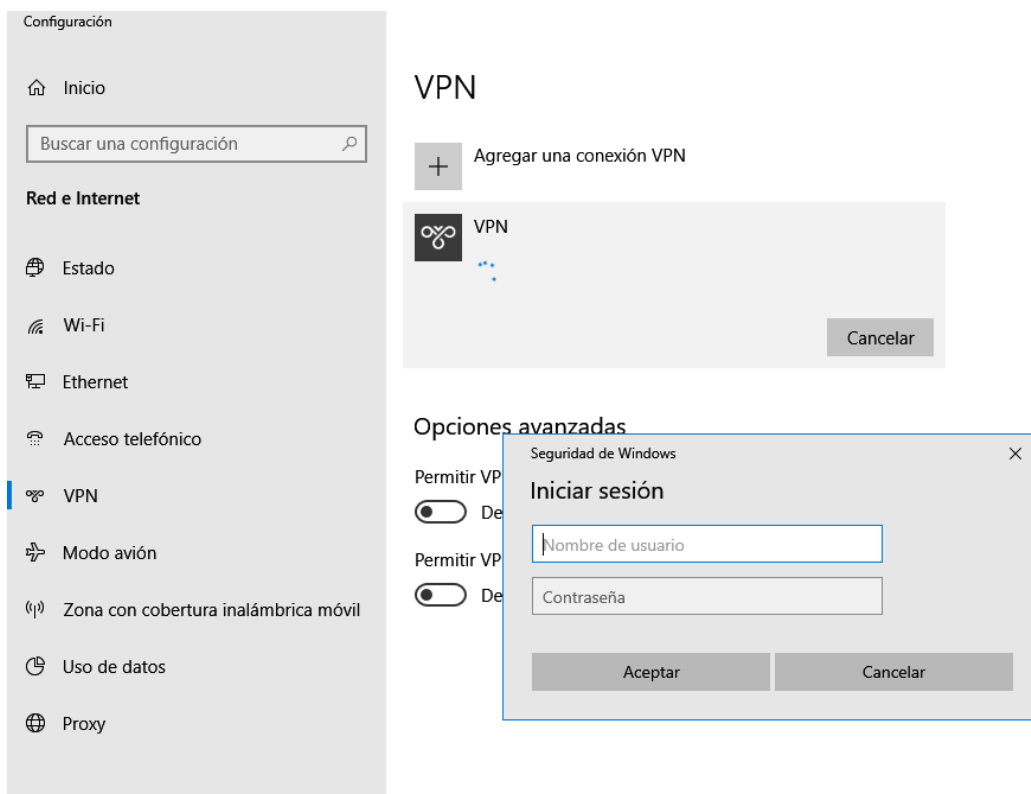 Configuración
Inicio
Buscar una configuración
Red e Internet
Estado
Wi-Fi
Ethernet
Acceso telefónico
VPN
Modo avión
Zona con cobertura inalámbrica móvil
Uso de datos
Proxy
VPN
Agregar una conexión VPN
VPN
Cancelar
Opciones avanzadas
Permitir VP
De
Permitir VP
De
Seguridad de Windows
Iniciar sesión
Nombre de usuario
Contraseña
Aceptar
Cancelar